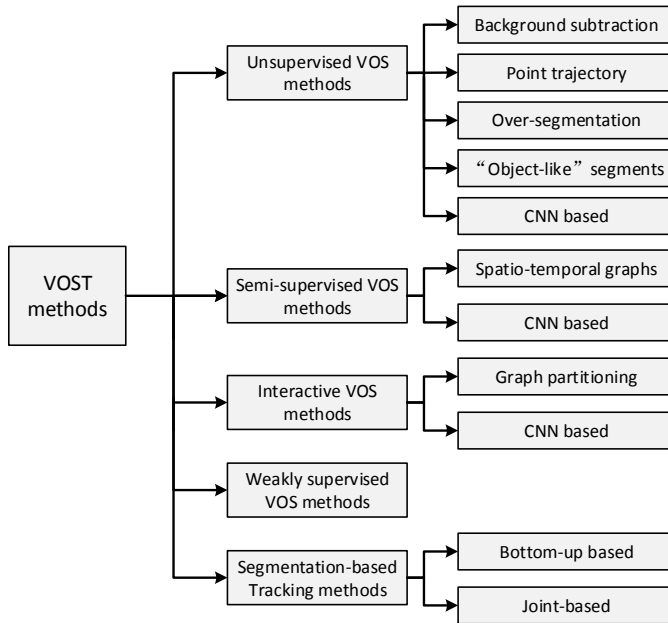 VOST
methods
Unsupervised VOS
methods
Background subtraction
Point trajectory
Over-segmentation
“Object-like” segments
CNN based
Semi-supervised VOS
methods
Spatio-temporal graphs
CNN based
Interactive VOS
methods
Graph partitioning
CNN based
Weakly supervised
VOS methods
Segmentation-based
Tracking methods
Bottom-up based
Joint-based